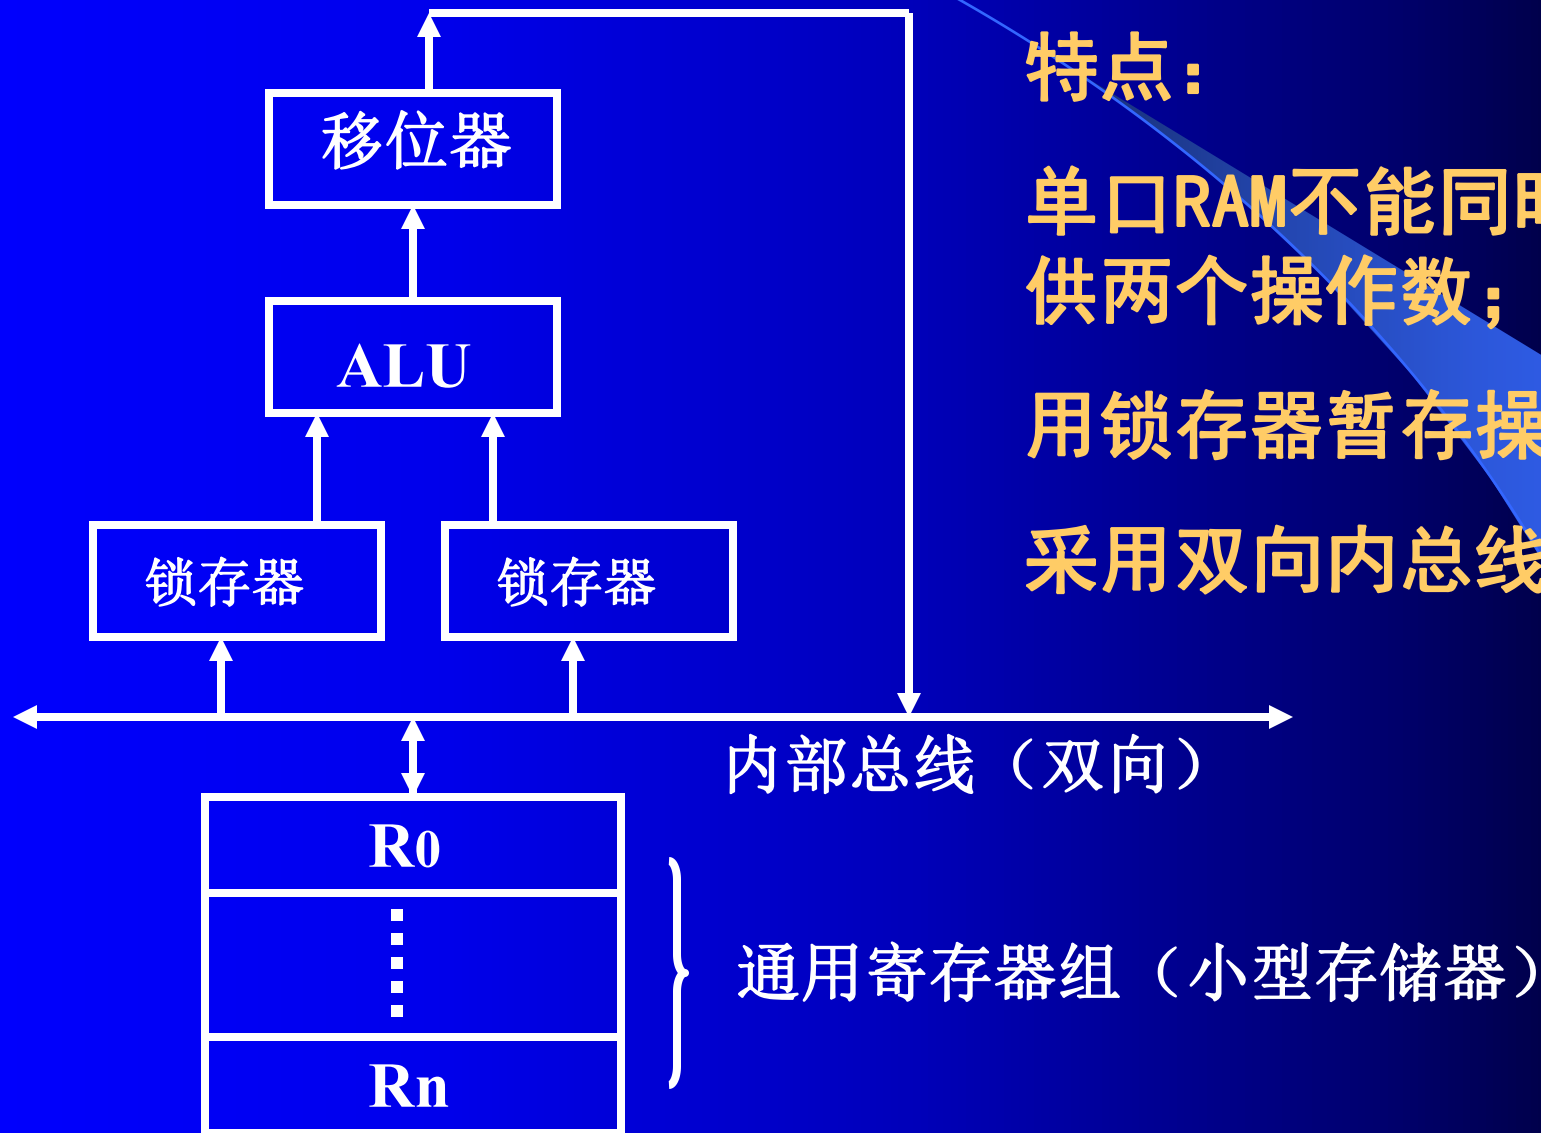 移位器
ALU
锁存器
锁存器
内部总线（双向）
R0
通用寄存器组（小型存储器）
Rn
特点：
单口RAM不能同时
供两个操作数；
用锁存器暂存操
采用双向内总线